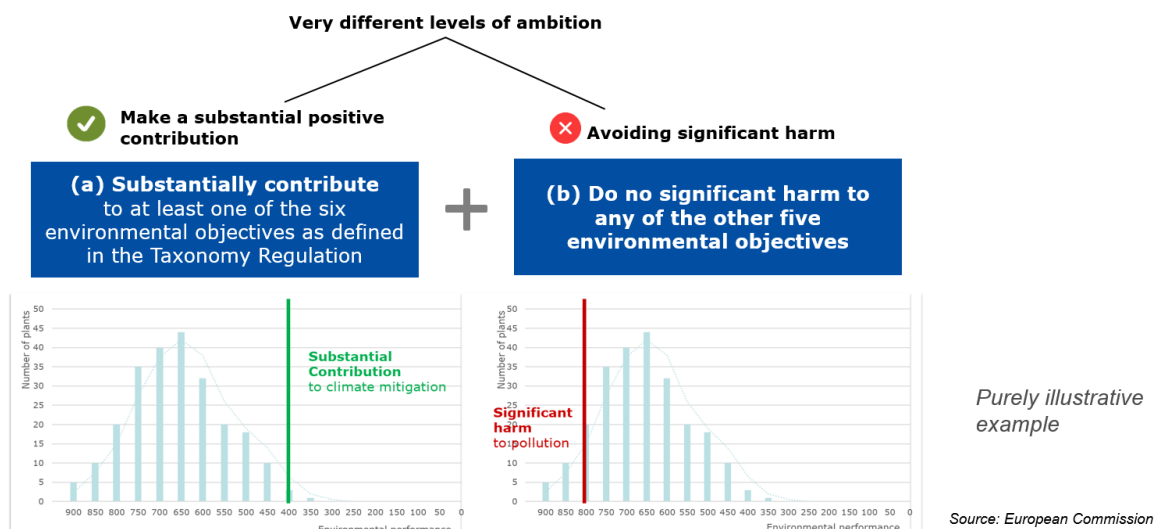 Very different levels of ambition
Make a substantial positive
contribution
Avoiding significant harm
(a) Substantially contribute
to at least one of the six
environmental objectives as defined
in the Taxonomy Regulation
(b) Do no significant harm to
any of the other five
environmental objectives
50
45
40
35
30
25
20
15
10
5
0
Number of plants
Substantial
Contribution
to climate mitigation
900 850 800 750 700 650 600 550 500 450 400 350 300 250 200 150 100 50 0
Environmental performance
50
45
40
35
30
25
20
15
10
5
0
Number of plants
Significant
harm
to pollution
900 850 800 750 700 650 600 550 500 450 400 350 300 250 200 150 100 50 0
Environmental performance
Purely illustrative
example
Source: European Commission